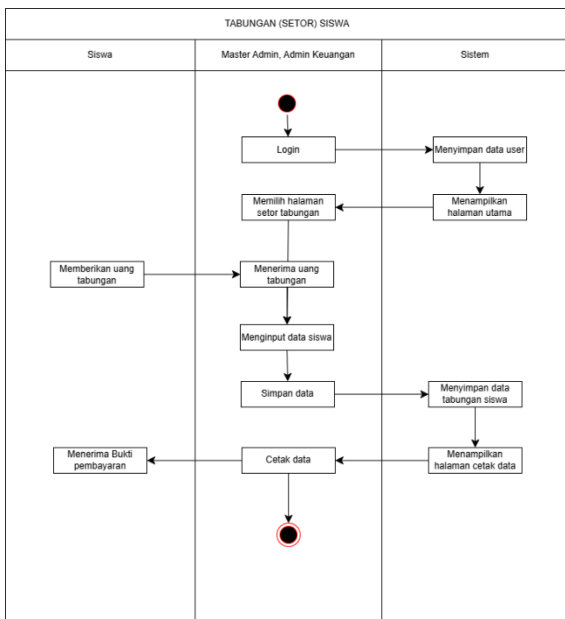 TABUNGAN (SETOR) SISWA
Siswa
Master Admin, Admin Keuangan
Sistem
Login
Menyimpan data user
Memilih halaman
setor tabungan
Menampilkan
halaman utama
Memberikan uang
tabungan
Menerima uang
tabungan
Menginput data siswa
Simpan data
Menyimpan data
tabungan siswa
Menerima Bukti
pembayaran
Cetak data
Menampilkan
halaman cetak data